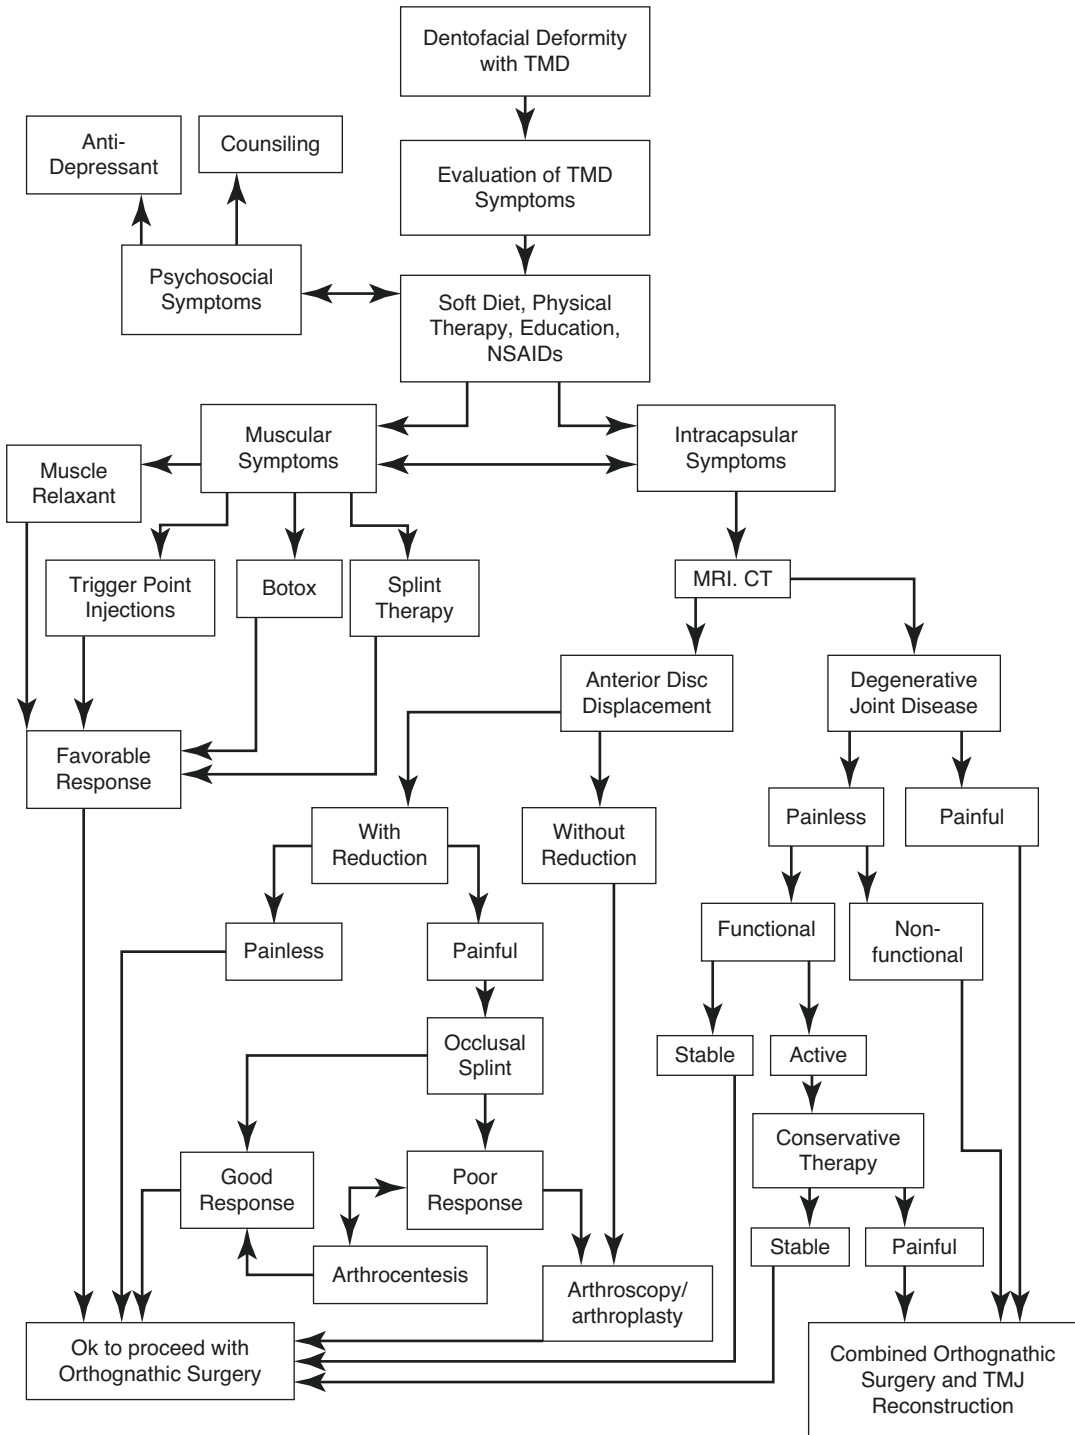 Dentofacial Deformity
with TMD
Anti-
Depressant
Counsiling
Evaluation of TMD
Symptoms
Psychosocial
Symptoms
Soft Diet, Physical
Therapy, Education,
NSAIDs
Muscular
Symptoms
Intracapsular
Symptoms
Muscle
Relaxant
Trigger Point
Injections
Botox
Splint
Therapy
MRI. CT
Anterior Disc
Displacement
Degenerative
Joint Disease
Favorable
Response
With
Reduction
Without
Reduction
Painless
Painful
Painless
Painful
Functional
Non-
functional
Occlusal
Splint
Stable
Active
Conservative
Therapy
Good
Response
Poor
Response
Stable
Painful
Arthrocentesis
Arthroscopy/
arthroplasty
Ok to proceed with
Orthognathic Surgery
Combined Orthognathic
Surgery and TMJ
Reconstruction